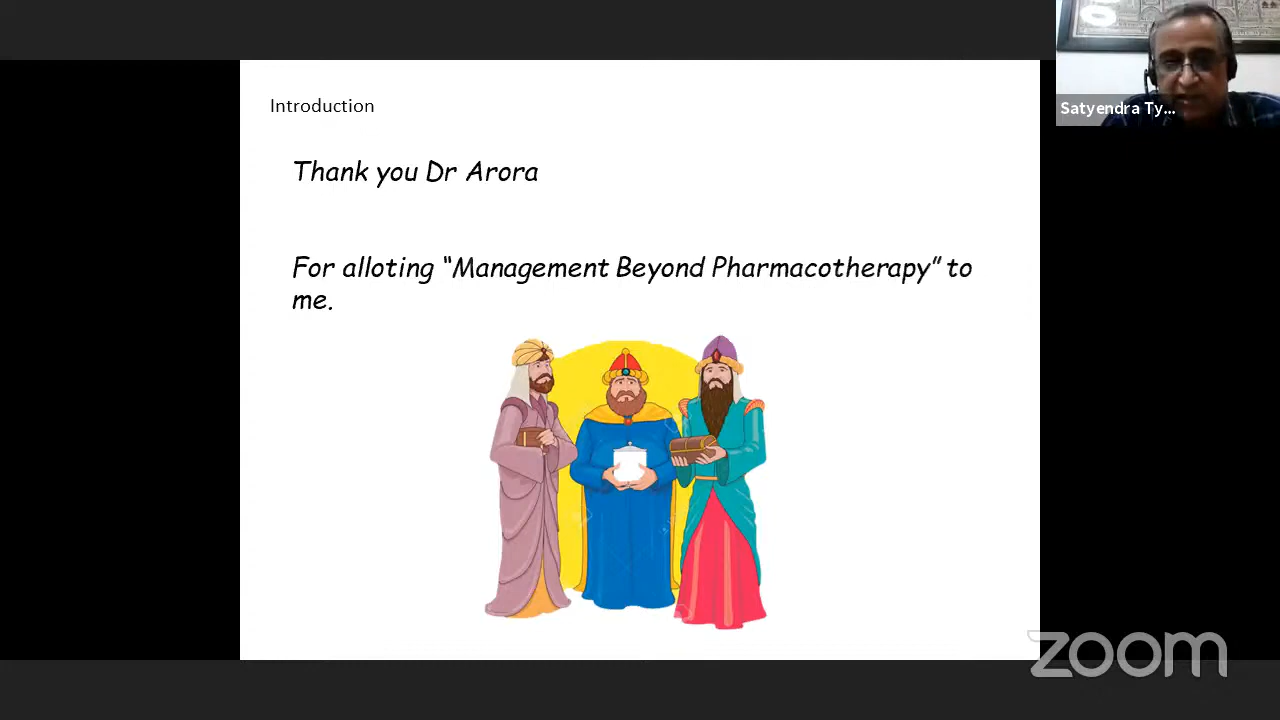 Introduction
Thank you Dr Arora
For alloting “Management Beyond Pharmacotherapy” to
me.
Satyendra Ty...
zoom